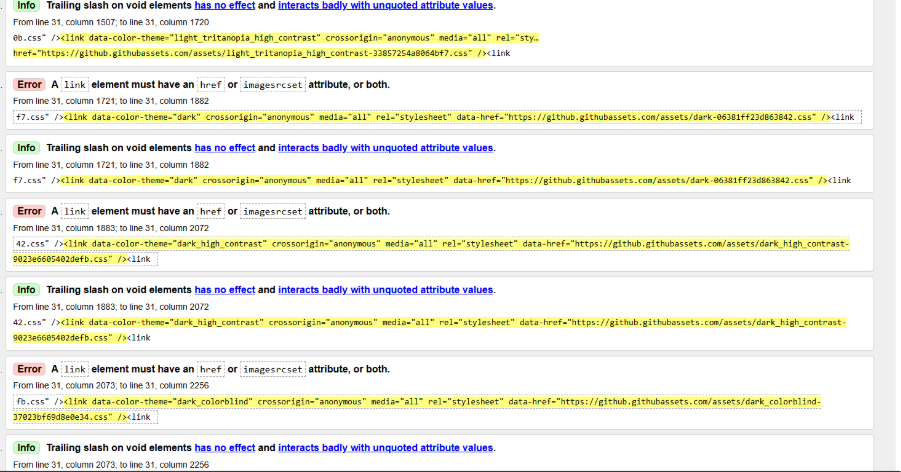 Info Trailing slash on void elements has no effect and interacts badly with unquoted attribute values.
From line 31, column 1507; to line 31, column 1720
0b.css" /><link data-color-theme="light_tritanopia_high_contrast" crossorigin="anonymous" media="all" rel="sty…
href="https://github.githubassets.com/assets/light_tritanopia_high_contrast-33857254a8064bf7.css" /><link
Error A link element must have an href or imagesrcset attribute, or both.
From line 31, column 1721; to line 31, column 1882
f7.css" /><link data-color-theme="dark" crossorigin="anonymous" media="all" rel="stylesheet" data-href="https://github.githubassets.com/assets/dark-06381ff23d863842.css" /><link
Info Trailing slash on void elements has no effect and interacts badly with unquoted attribute values.
From line 31, column 1721; to line 31, column 1882
f7.css" /><link data-color-theme="dark" crossorigin="anonymous" media="all" rel="stylesheet" data-href="https://github.githubassets.com/assets/dark-06381ff23d863842.css" /><link
Error A link element must have an href or imagesrcset attribute, or both.
From line 31, column 1883; to line 31, column 2072
42.css" /><link data-color-theme="dark_high_contrast" crossorigin="anonymous" media="all" rel="stylesheet" data-href="https://github.githubassets.com/assets/dark_high_contrast-
9023e6605402defb.css" /><link
Info Trailing slash on void elements has no effect and interacts badly with unquoted attribute values.
From line 31, column 1883; to line 31, column 2072
42.css" /><link data-color-theme="dark_high_contrast" crossorigin="anonymous" media="all" rel="stylesheet" data-href="https://github.githubassets.com/assets/dark_high_contrast-
9023e6605402defb.css" /><link
Error A link element must have an href or imagesrcset attribute, or both.
From line 31, column 2073; to line 31, column 2256
fb.css" /><link data-color-theme="dark_colorblind" crossorigin="anonymous" media="all" rel="stylesheet" data-href="https://github.githubassets.com/assets/dark_colorblind-
37023bf69d8e0e34.css" /><link
Info Trailing slash on void elements has no effect and interacts badly with unquoted attribute values.
From line 31, column 2073; to line 31, column 2256